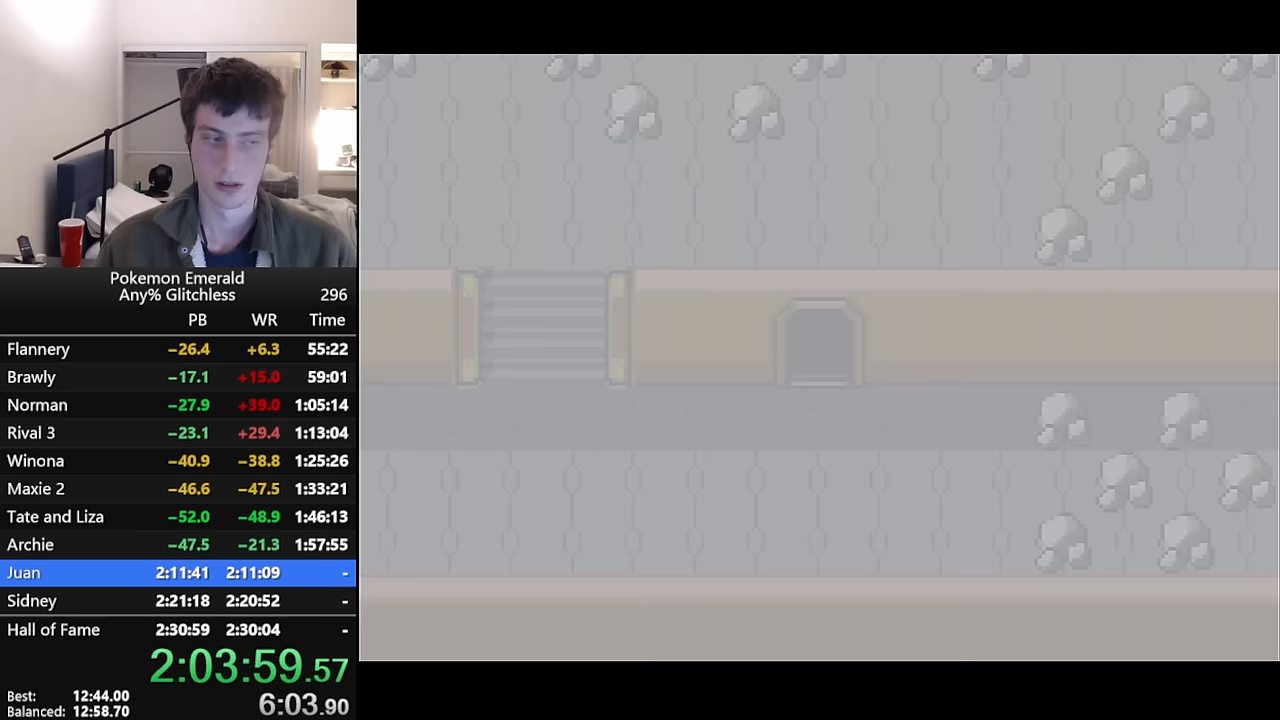 Pokemon Emerald
Any% Glitchless 296
PB WR Time
Flannery −26.4 +6.3 55:22
Brawly −17.1 +15.0 59:01
Norman −27.9 +39.0 1:05:14
Rival 3 −23.1 +29.4 1:13:04
Winona −40.9 −38.8 1:25:26
Maxie 2 −46.6 −47.5 1:33:21
Tate and Liza −52.0 −48.9 1:46:13
Archie −47.5 −21.3 1:57:55
Juan 2:11:41 2:11:09 -
Sidney 2:21:18 2:20:52 -
Hall of Fame 2:30:59 2:30:04 -
2:03:59.57
Best: 12:44.00
Balanced: 12:58.70
6:03.90